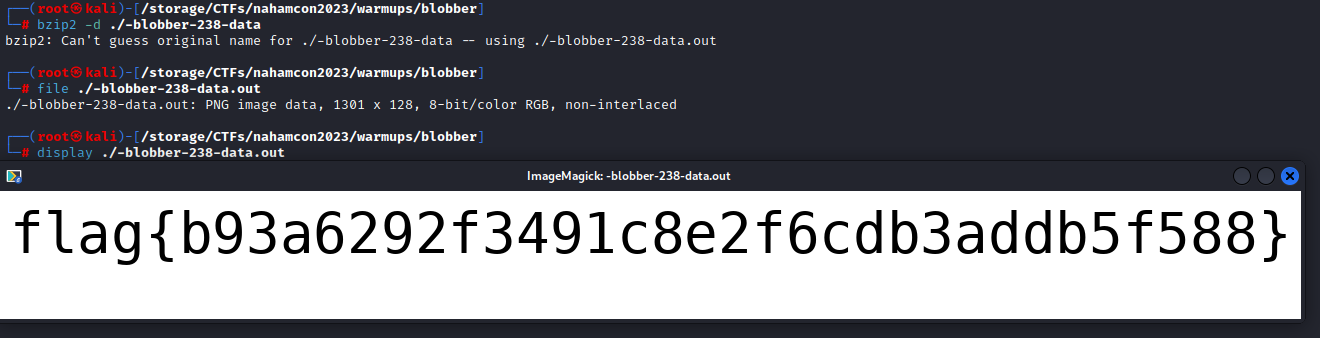 ┌──(root㉿kali)-[/storage/CTFs/nahamcon2023/warmups/blobber]
└─# bzip2 -d ./-blobber-238-data
bzip2: Can't guess original name for ./-blobber-238-data -- using ./-blobber-238-data.out
┌──(root㉿kali)-[/storage/CTFs/nahamcon2023/warmups/blobber]
└─# file ./-blobber-238-data.out
./-blobber-238-data.out: PNG image data, 1301 x 128, 8-bit/color RGB, non-interlaced
┌──(root㉿kali)-[/storage/CTFs/nahamcon2023/warmups/blobber]
└─# display ./-blobber-238-data.out
ImageMagick: -blobber-238-data.out
flag{b93a6292f3491c8e2f6cdb3addb5f588}